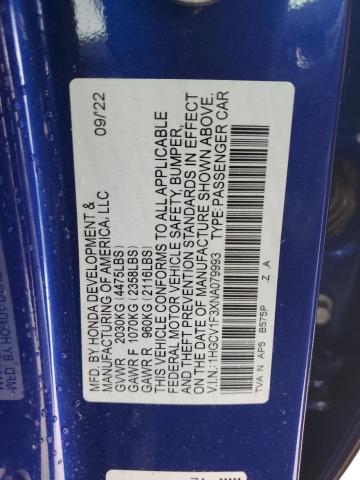 MFD. BY HONDA DEVELOPMENT & 09/22
MANUFACTURING OF AMERICA, LLC
GVWR 2030KG (4475LBS)
GAWR F 1070KG (2358LBS)
GAWR R 960KG (2116LBS)
THIS VEHICLE CONFORMS TO ALL APPLICABLE
FEDERAL MOTOR VEHICLE SAFETY, BUMPER,
AND THEFT PREVENTION STANDARDS IN EFFECT
ON THE DATE OF MANUFACTURE SHOWN ABOVE.
V.I.N.:1HGCV1F3XNA079993 TYPE:PASSENGER CAR
TVA N AP5 B575P Z A